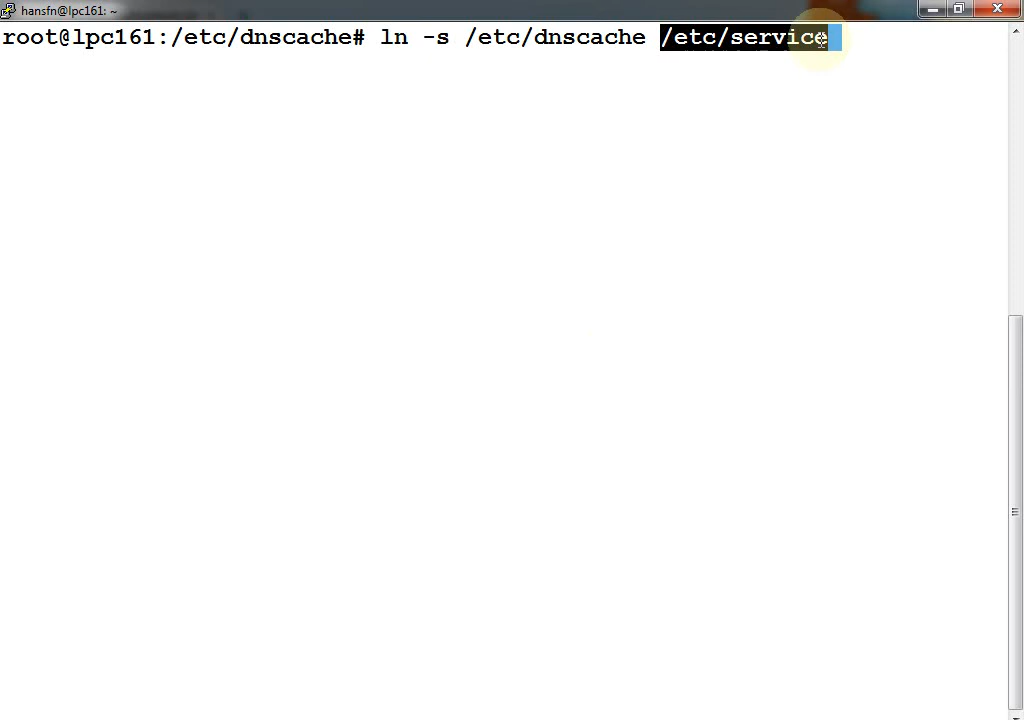 hansfn@lpc161: ~
root@lpc161:/etc/dnscache# ln -s /etc/dnscache /etc/service